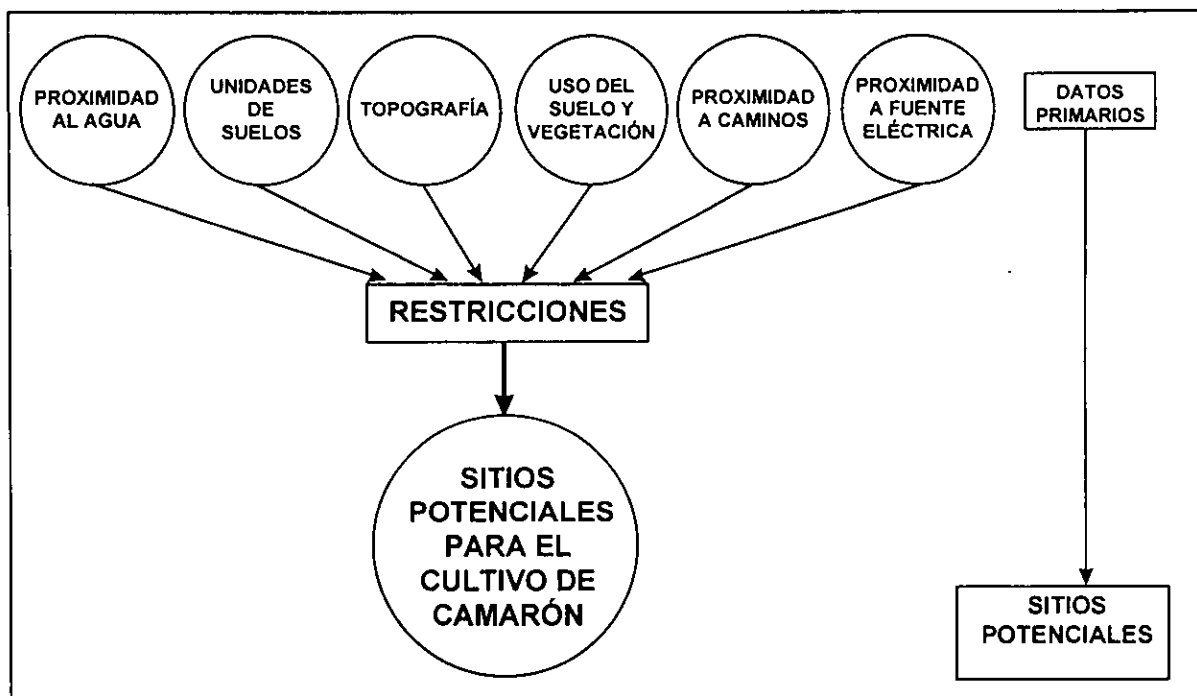 PROXIMIDAD
AL AGUA
UNIDADES
DE
SUELOS
TOPOGRAFÍA
USO DEL
SUELO Y
VEGETACIÓN
PROXIMIDAD
A CAMINOS
PROXIMIDAD
A FUENTE
ELÉCTRICA
DATOS
PRIMARIOS
RESTRICCIONES
SITIOS
POTENCIALES
PARA EL
CULTIVO DE
CAMARÓN
SITIOS
POTENCIALES